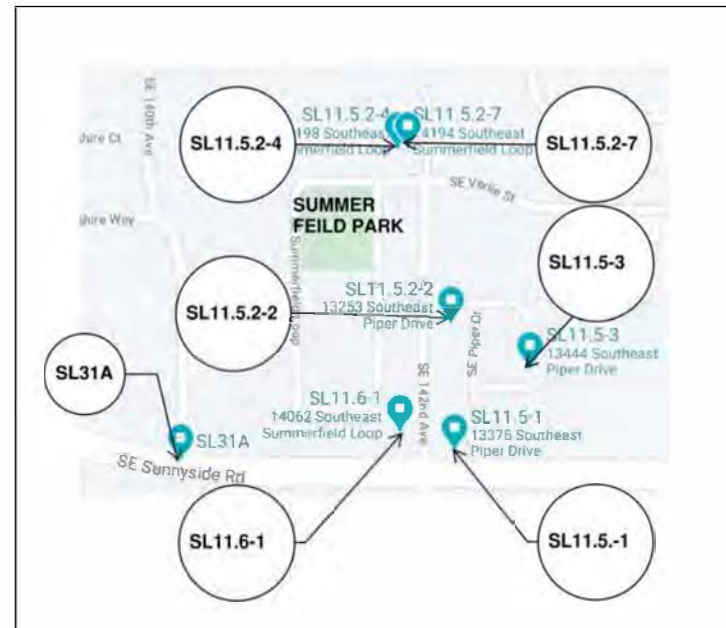 SE 140th Ave
SL11.5.2-4
SL11.5.2-7
198 Southeast
4194 Southeast
mmerfield Loop
Summerfield Loop
SL11.5.2-4
SL11.5.2-7
shire Ct
SE Verlie St
SUMMER
FEILD PARK
shire Way
Summerfield Loop
SL11.5-3
SL11.5.2-2
13253 Southeast
Piper Drive
SL11.5.2-2
SE Piper Dr
SL11.5-3
13444 Southeast
Piper Drive
SL31A
SE 142nd Ave
SL11.6-1
14062 Southeast
Summerfield Loop
SL11.5-1
13375 Southeast
Piper Drive
SL31A
SE Sunnyside Rd
SL11.6-1
SL11.5.-1